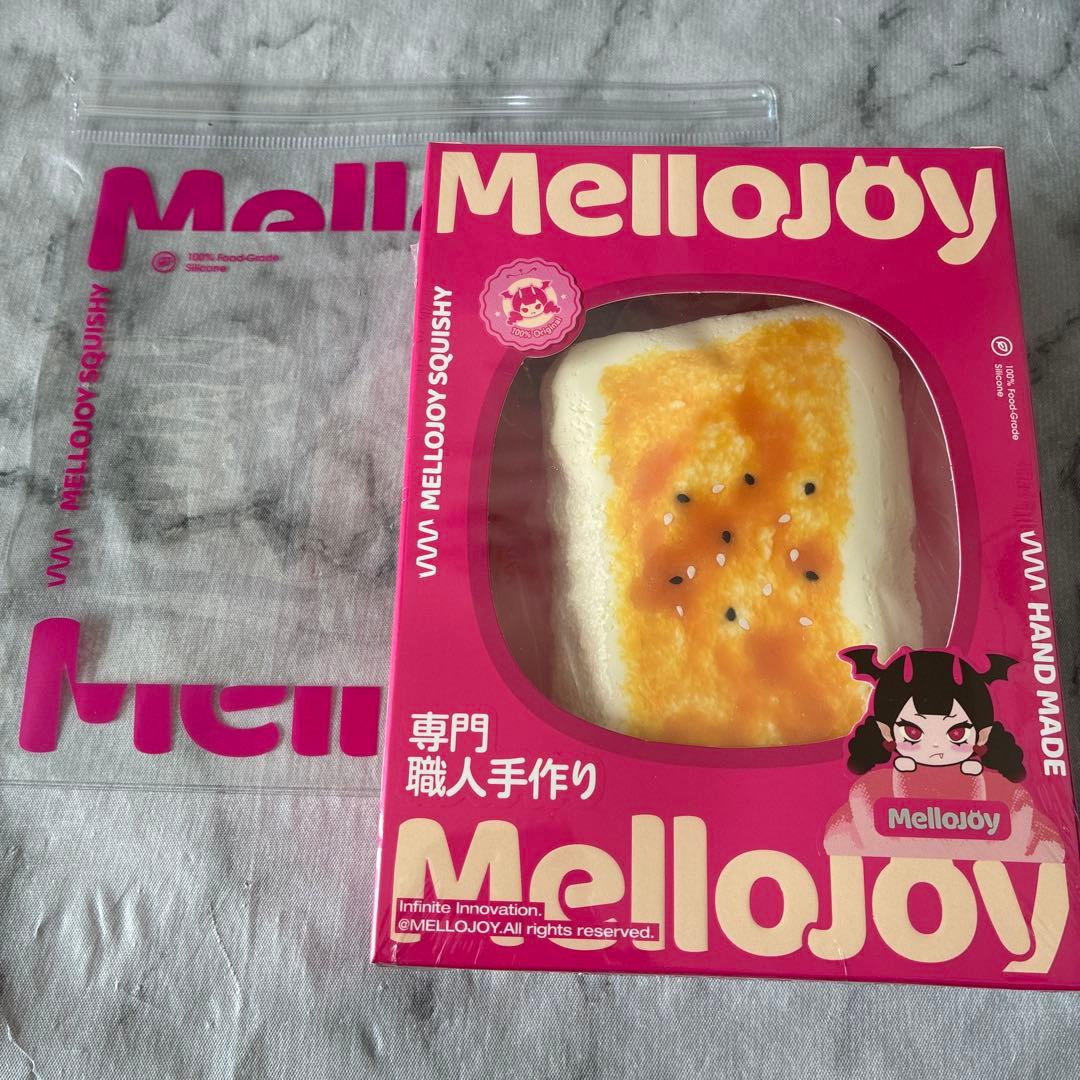 Mell
100% Food-Grade
Silicone
MELLOJOY SQUISHY
Mell
MelloJoy
100% Original
MELLOJOY SQUISHY
100% Food-Grade
Silicone
HAND MADE
専門
職人手作り
MelloJoy
MelloJoy
Infinite Innovation.
@MELLOJOY.All rights reserved.